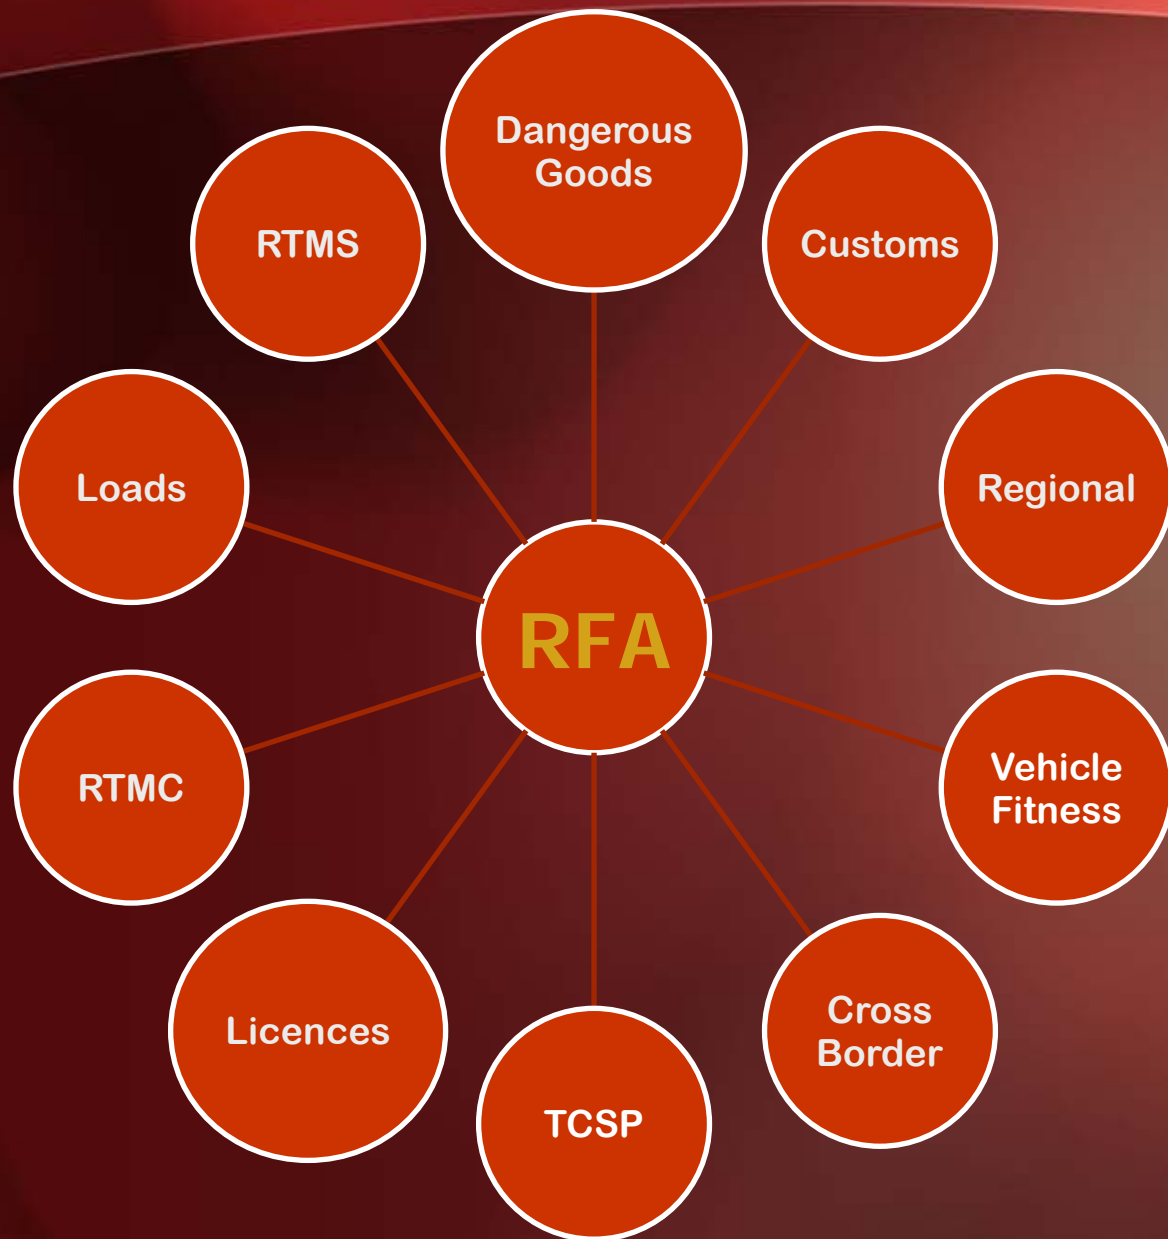 Dangerous
Goods
RTMS
Customs
Loads
Regional
RFA
RTMC
Vehicle
Fitness
Licences
Cross
Border
TCSP